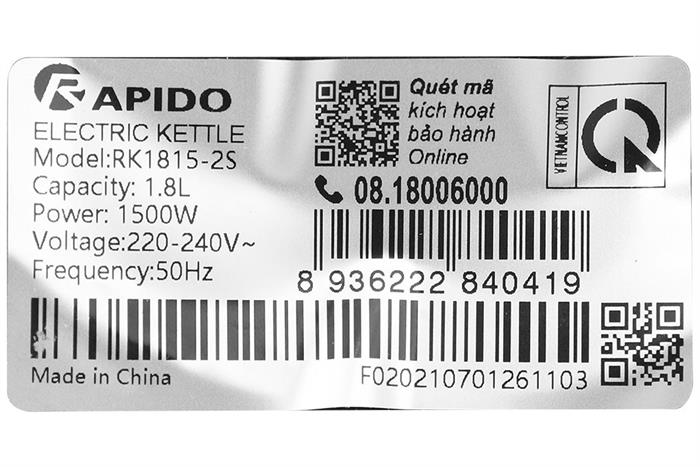 RAPIDO
ELECTRIC KETTLE
Model:RK1815-2S
Capacity: 1.8L
Power: 1500W
Voltage:220-240V~
Frequency:50Hz
Quét mã
kích hoạt
bảo hành
Online
08.18006000
VIETNAMCONTROL
CR
8 936222 840419
Made in China
F020210701261103